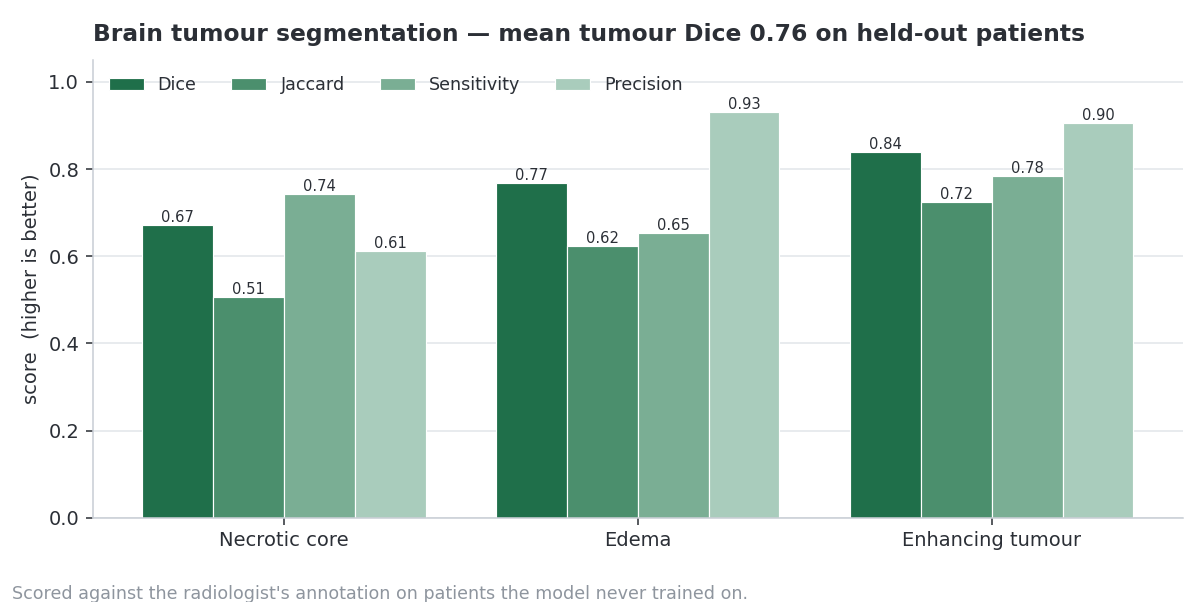 Brain tumour segmentation — mean tumour Dice 0.76 on held-out patients
Dice Jaccard Sensitivity Precision
score (higher is better)
1.0
0.8
0.6
0.4
0.2
0.0
0.67 0.51 0.74 0.61
0.77 0.62 0.65 0.93
0.84 0.72 0.78 0.90
Necrotic core Edema Enhancing tumour
Scored against the radiologist's annotation on patients the model never trained on.